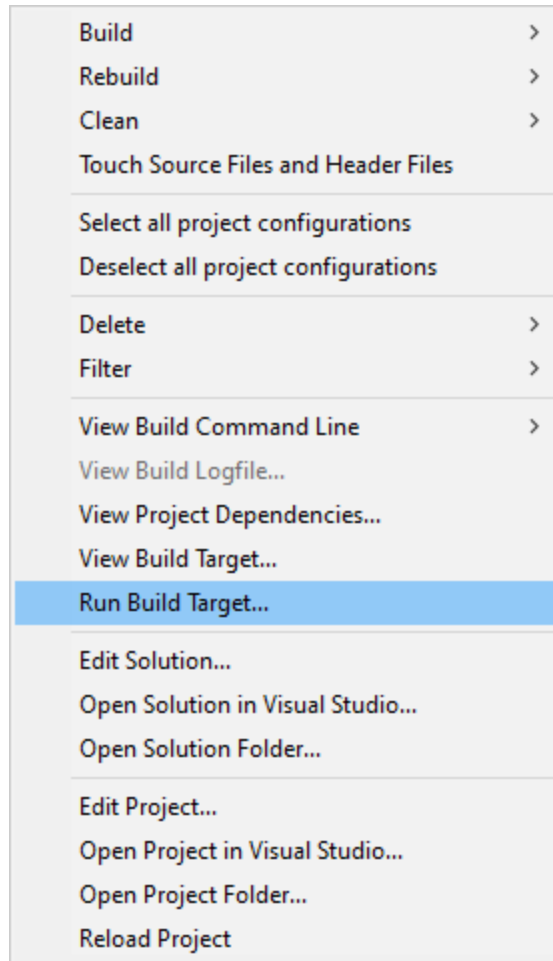 Build
Rebuild
Clean
Touch Source Files and Header Files
Select all project configurations
Deselect all project configurations
Delete
Filter
View Build Command Line
View Build Logfile...
View Project Dependencies...
View Build Target...
Run Build Target...
Edit Solution...
Open Solution in Visual Studio...
Open Solution Folder...
Edit Project...
Open Project in Visual Studio...
Open Project Folder...
Reload Project